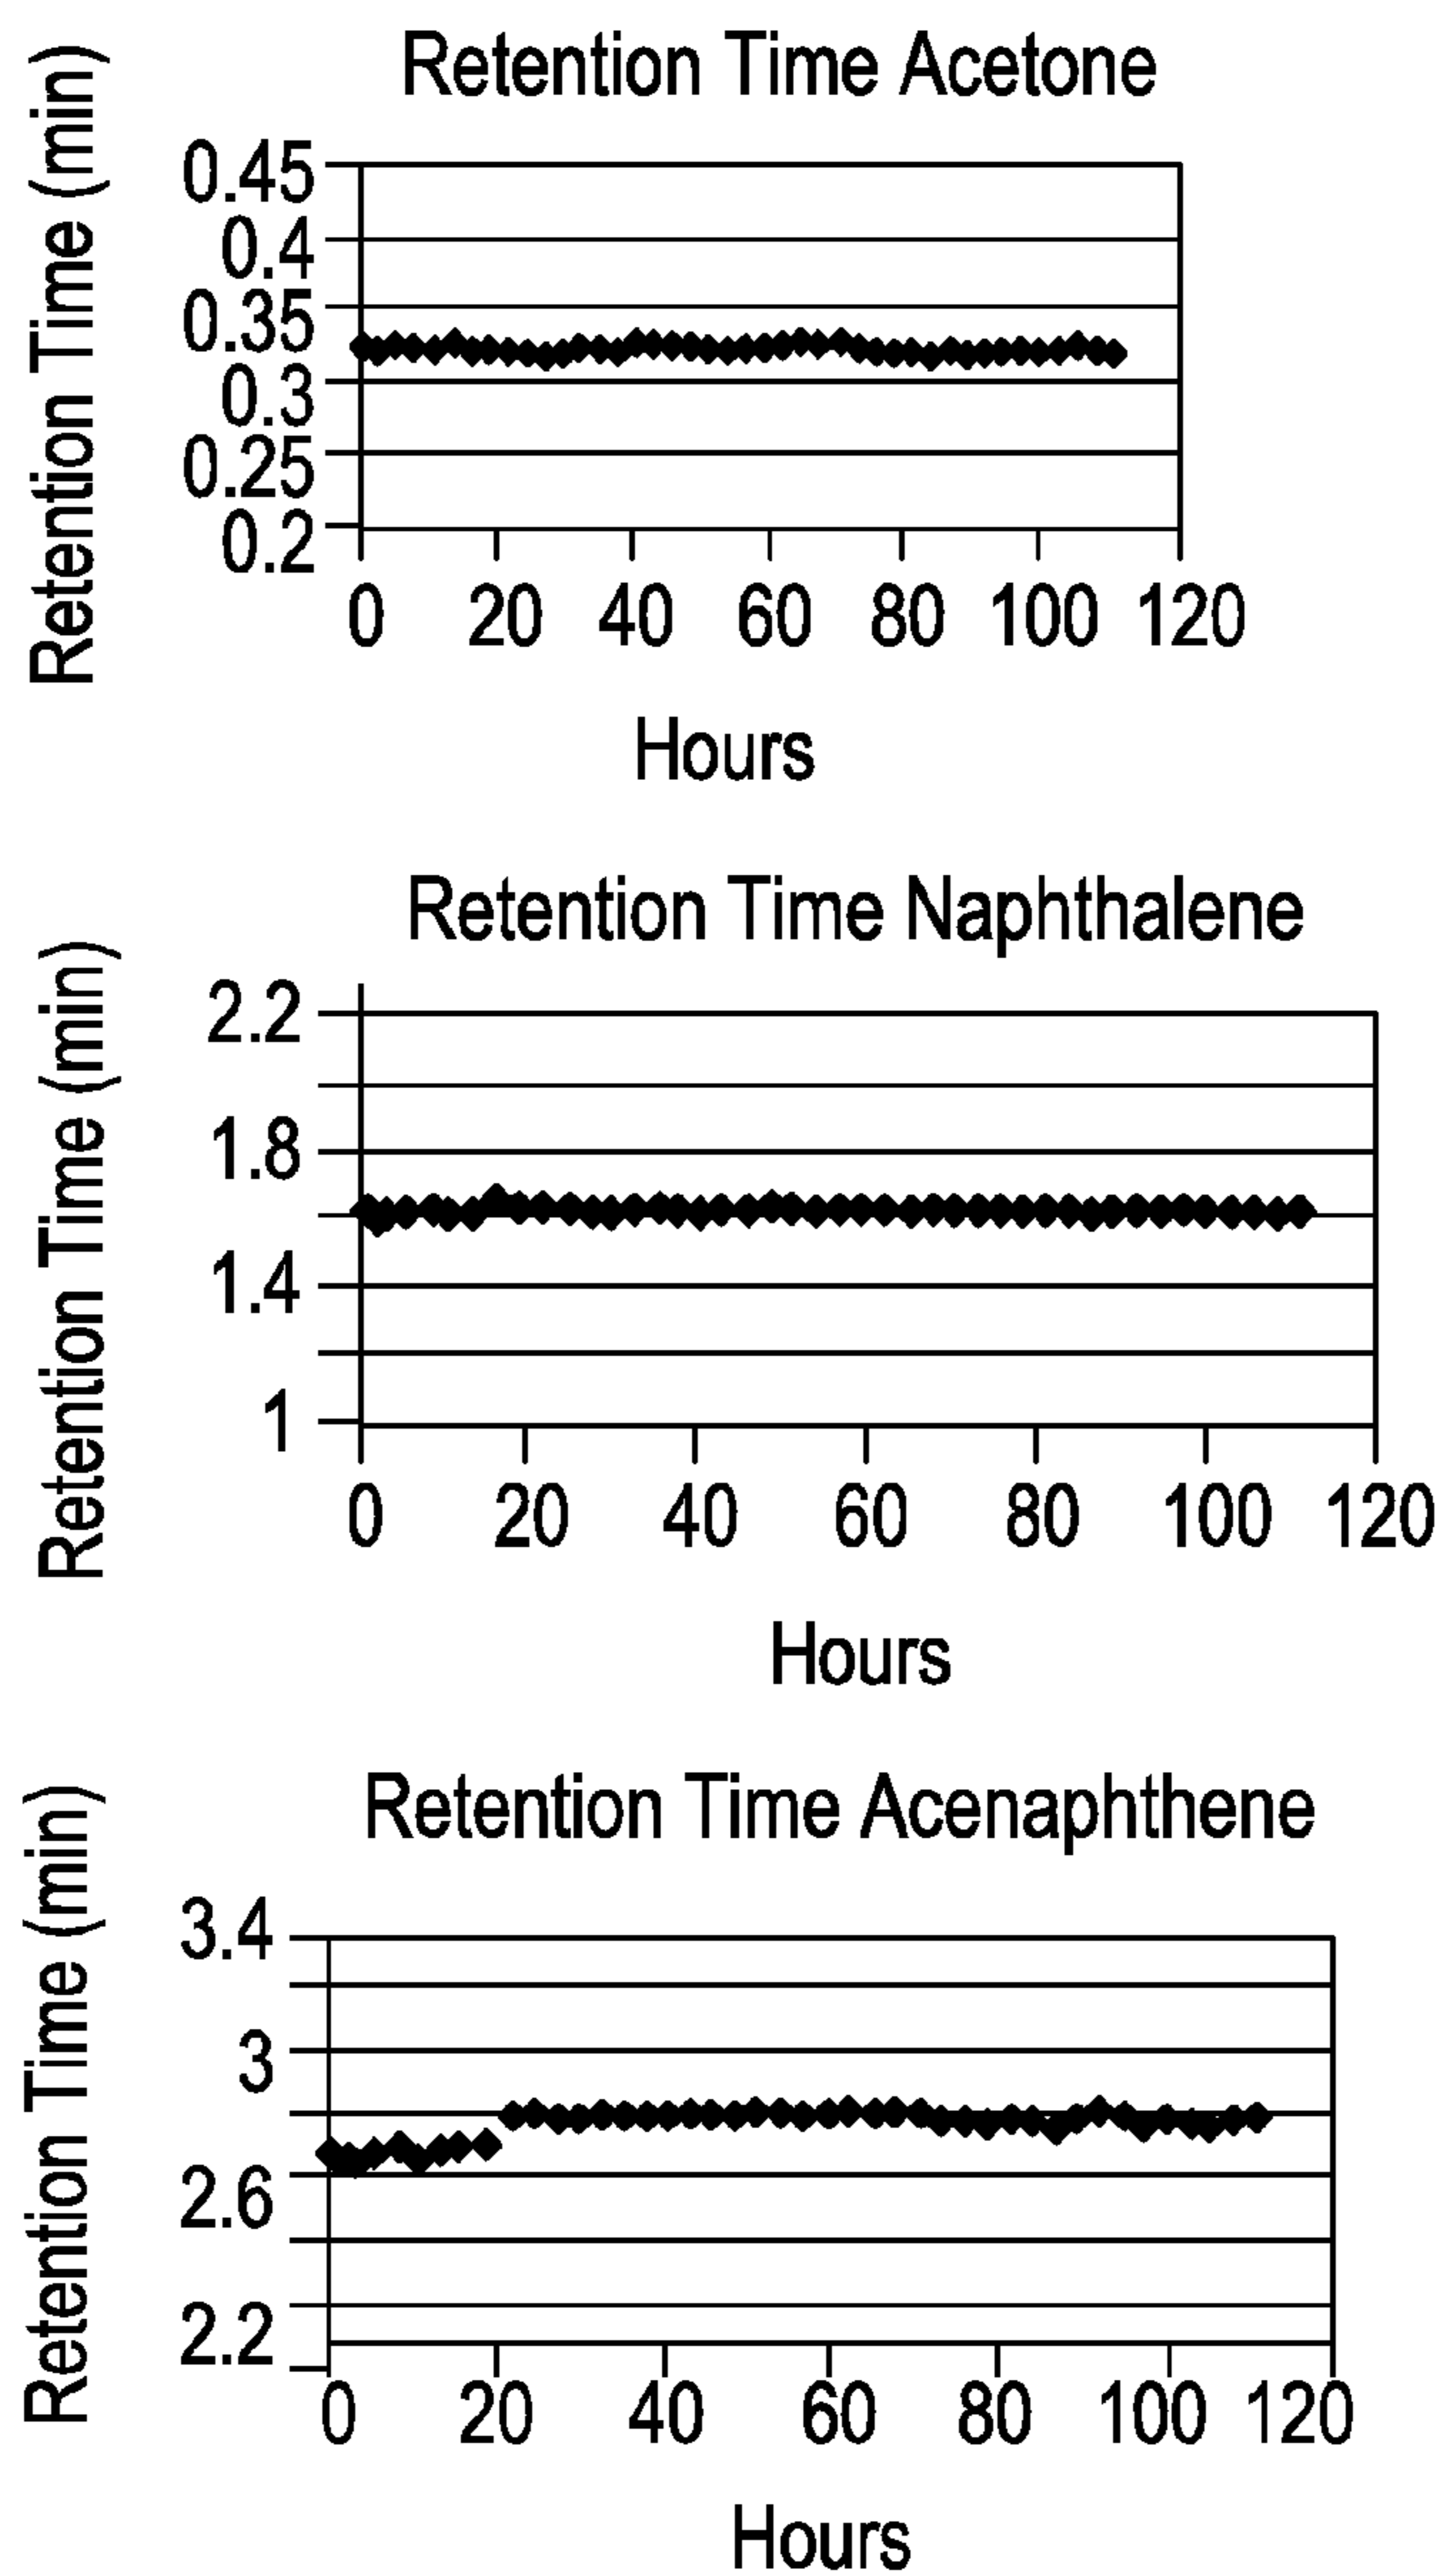 Retention Time Acetone
Retention Time (min)
0.45
0.4
0.35
0.3
0.25
0.2
0 20 40 60 80 100 120
Hours
Retention Time Naphthalene
Retention Time (min)
2.2
1.8
1.4
1
0 20 40 60 80 100 120
Hours
Retention Time Acenaphthene
Retention Time (min)
3.4
3
2.6
2.2
0 20 40 60 80 100 120
Hours